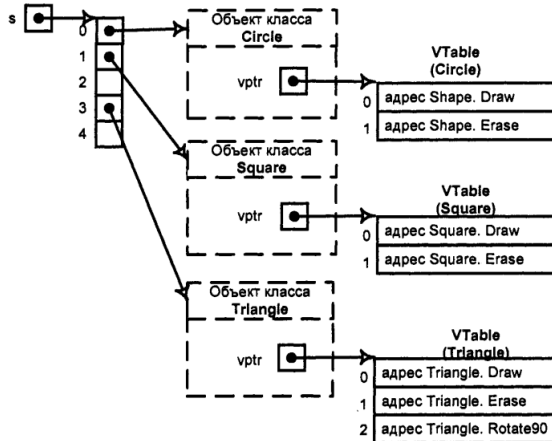 s
0
1
2
3
4
Объект класса
Circle
vptr
VTable
(Circle)
0 адрес Shape. Draw
1 адрес Shape. Erase
Объект класса
Square
vptr
VTable
(Square)
0 адрес Square. Draw
1 адрес Square. Erase
Объект класса
Triangle
vptr
VTable
(Triangle)
0 адрес Triangle. Draw
1 адрес Triangle. Erase
2 адрес Triangle. Rotate90